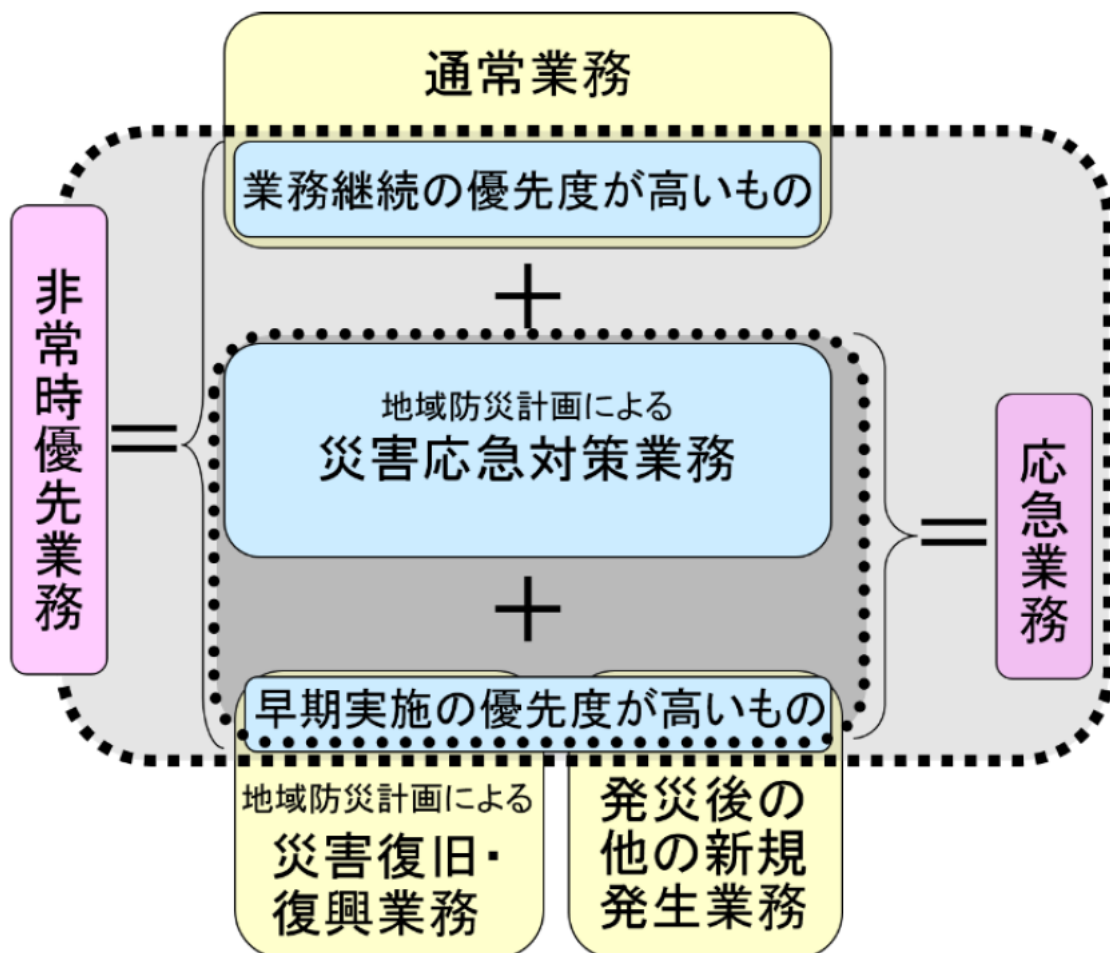 通常業務
業務継続の優先度が高いもの
+
非常時優先業務
=
地域防災計画による
災害応急対策業務
=
応急業務
+
早期実施の優先度が高いもの
地域防災計画による
災害復旧・
復興業務
発災後の
他の新規
発生業務